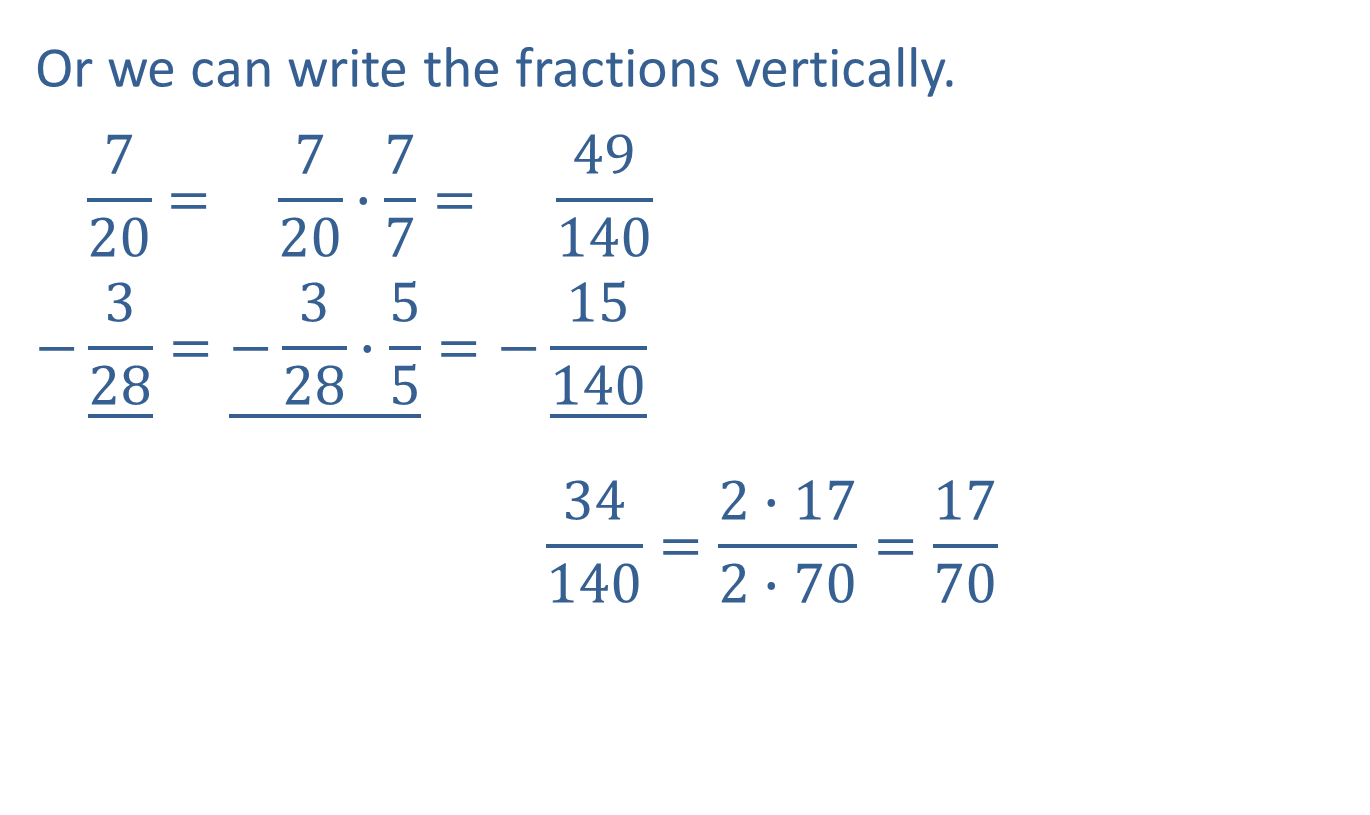 Or we can write the fractions vertically.
7/20 = 7/20 · 7/7 = 49/140
− 3/28 = − 3/28 · 5/5 = − 15/140
34/140 = 2 · 17/2 · 70 = 17/70